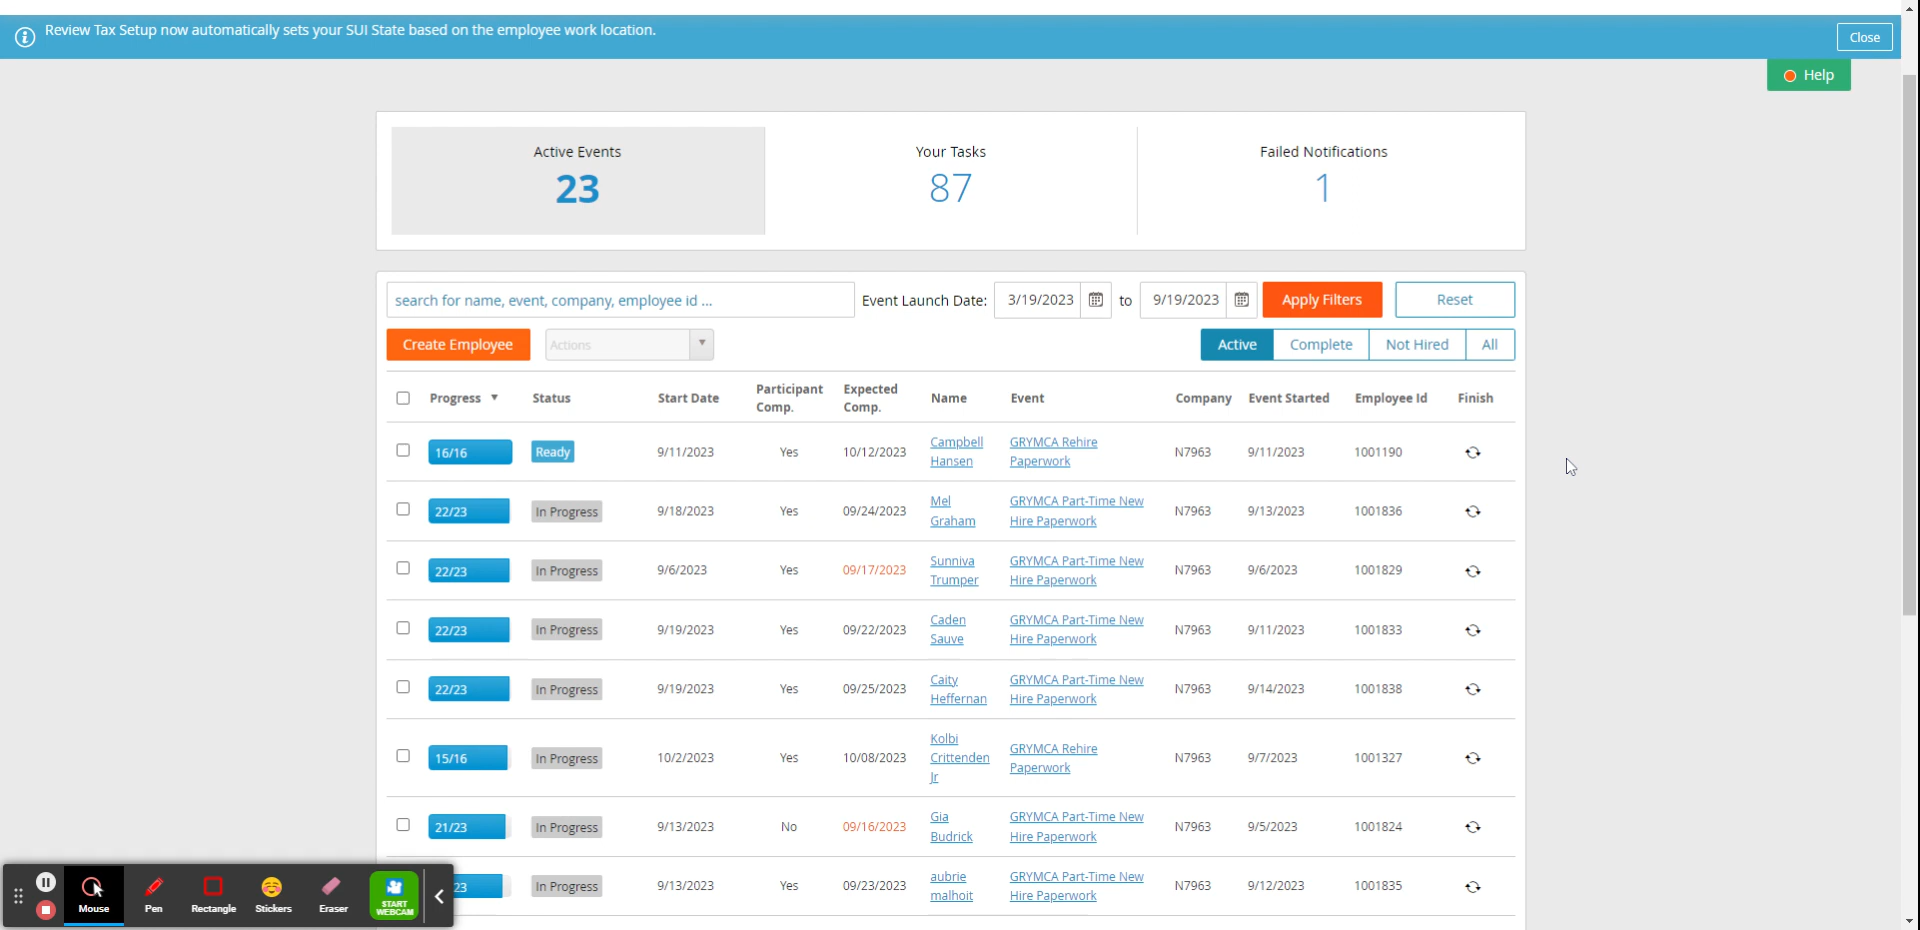 Review Tax Setup now automatically sets your SUI State based on the employee work location.
Close
Help
Active Events
23
Your Tasks
87
Failed Notifications
1
search for name, event, company, employee id ...
Event Launch Date:
3/19/2023
to
9/19/2023
Apply Filters
Reset
Create Employee
Actions
Active
Complete
Not Hired
All
Progress
Status
Start Date
Participant
Comp.
Expected
Comp.
Name
Event
Company
Event Started
Employee Id
Finish
16/16
Ready
9/11/2023
Yes
10/12/2023
Campbell
Hansen
GRYMCA Rehire
Paperwork
N7963
9/11/2023
1001190
22/23
In Progress
9/18/2023
Yes
09/24/2023
Mel
Graham
GRYMCA Part-Time New
Hire Paperwork
N7963
9/13/2023
1001836
22/23
In Progress
9/6/2023
Yes
09/17/2023
Sunniva
Trumper
GRYMCA Part-Time New
Hire Paperwork
N7963
9/6/2023
1001829
22/23
In Progress
9/19/2023
Yes
09/22/2023
Caden
Sauve
GRYMCA Part-Time New
Hire Paperwork
N7963
9/11/2023
1001833
22/23
In Progress
9/19/2023
Yes
09/25/2023
Caity
Heffernan
GRYMCA Part-Time New
Hire Paperwork
N7963
9/14/2023
1001838
15/16
In Progress
10/2/2023
Yes
10/08/2023
Kolbi
Crittenden
Jr
GRYMCA Rehire
Paperwork
N7963
9/7/2023
1001327
21/23
In Progress
9/13/2023
No
09/16/2023
Gia
Budrick
GRYMCA Part-Time New
Hire Paperwork
N7963
9/5/2023
1001824
23
In Progress
9/13/2023
Yes
09/23/2023
aubrie
malhoit
GRYMCA Part-Time New
Hire Paperwork
N7963
9/12/2023
1001835
Mouse
Pen
Rectangle
Stickers
Eraser
START
WEBCAM